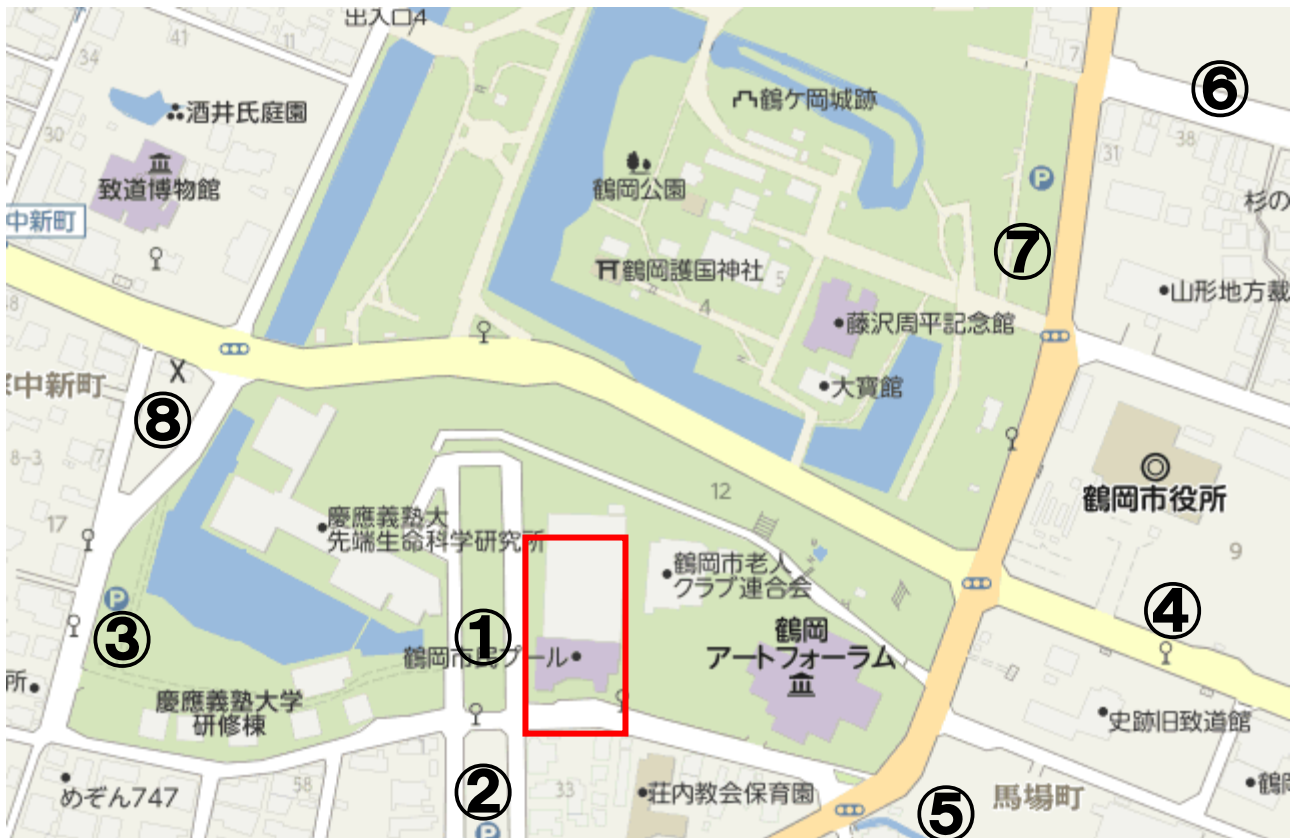 出入口4
41
11
7
34
⑥
鶴ケ岡城跡
酒井氏庭園
30
38
31
致道博物館
鶴岡公園
P
杉の
中新町
⑦
鶴岡護国神社
5
山形地方裁
4
藤沢周平記念館
中新町
大寶館
⑧
8-3
7
12
鶴岡市役所
17
慶應義塾大
先端生命科学研究所
9
鶴岡市老人
クラブ連合会
P
③
①
④
鶴岡市民プール
鶴岡
アートフォーラム
所
慶應義塾大学
研修棟
史跡旧致道館
めぞん747
58
②
33
荘内教会保育園
馬場町
⑤
鶴岡
P